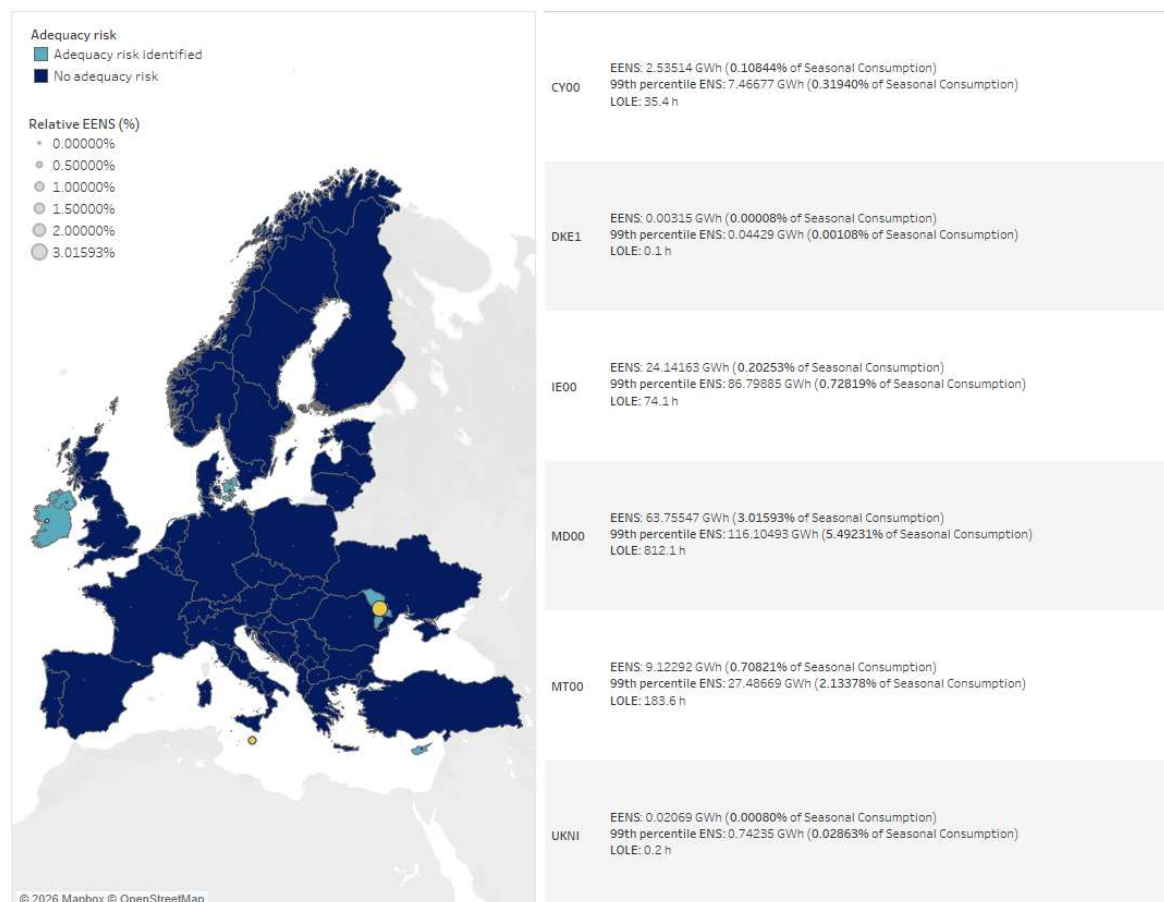 Adequacy risk
Adequacy risk identified
No adequacy risk
Relative EENS (%)
0.00000%
0.50000%
1.00000%
1.50000%
2.00000%
3.01593%
© 2026 Mapbox © OpenStreetMap
CY00
EENS: 2.53514 GWh (0.10844% of Seasonal Consumption)
99th percentile ENS: 7.46677 GWh (0.31940% of Seasonal Consumption)
LOLE: 35.4 h
DKE1
EENS: 0.00315 GWh (0.00008% of Seasonal Consumption)
99th percentile ENS: 0.04429 GWh (0.00108% of Seasonal Consumption)
LOLE: 0.1 h
IE00
EENS: 24.14163 GWh (0.20253% of Seasonal Consumption)
99th percentile ENS: 86.79885 GWh (0.72819% of Seasonal Consumption)
LOLE: 74.1 h
MD00
EENS: 63.75547 GWh (3.01593% of Seasonal Consumption)
99th percentile ENS: 116.10493 GWh (5.49231% of Seasonal Consumption)
LOLE: 812.1 h
MT00
EENS: 9.12292 GWh (0.70821% of Seasonal Consumption)
99th percentile ENS: 27.48669 GWh (2.13378% of Seasonal Consumption)
LOLE: 183.6 h
UKNI
EENS: 0.02069 GWh (0.00080% of Seasonal Consumption)
99th percentile ENS: 0.74235 GWh (0.02863% of Seasonal Consumption)
LOLE: 0.2 h